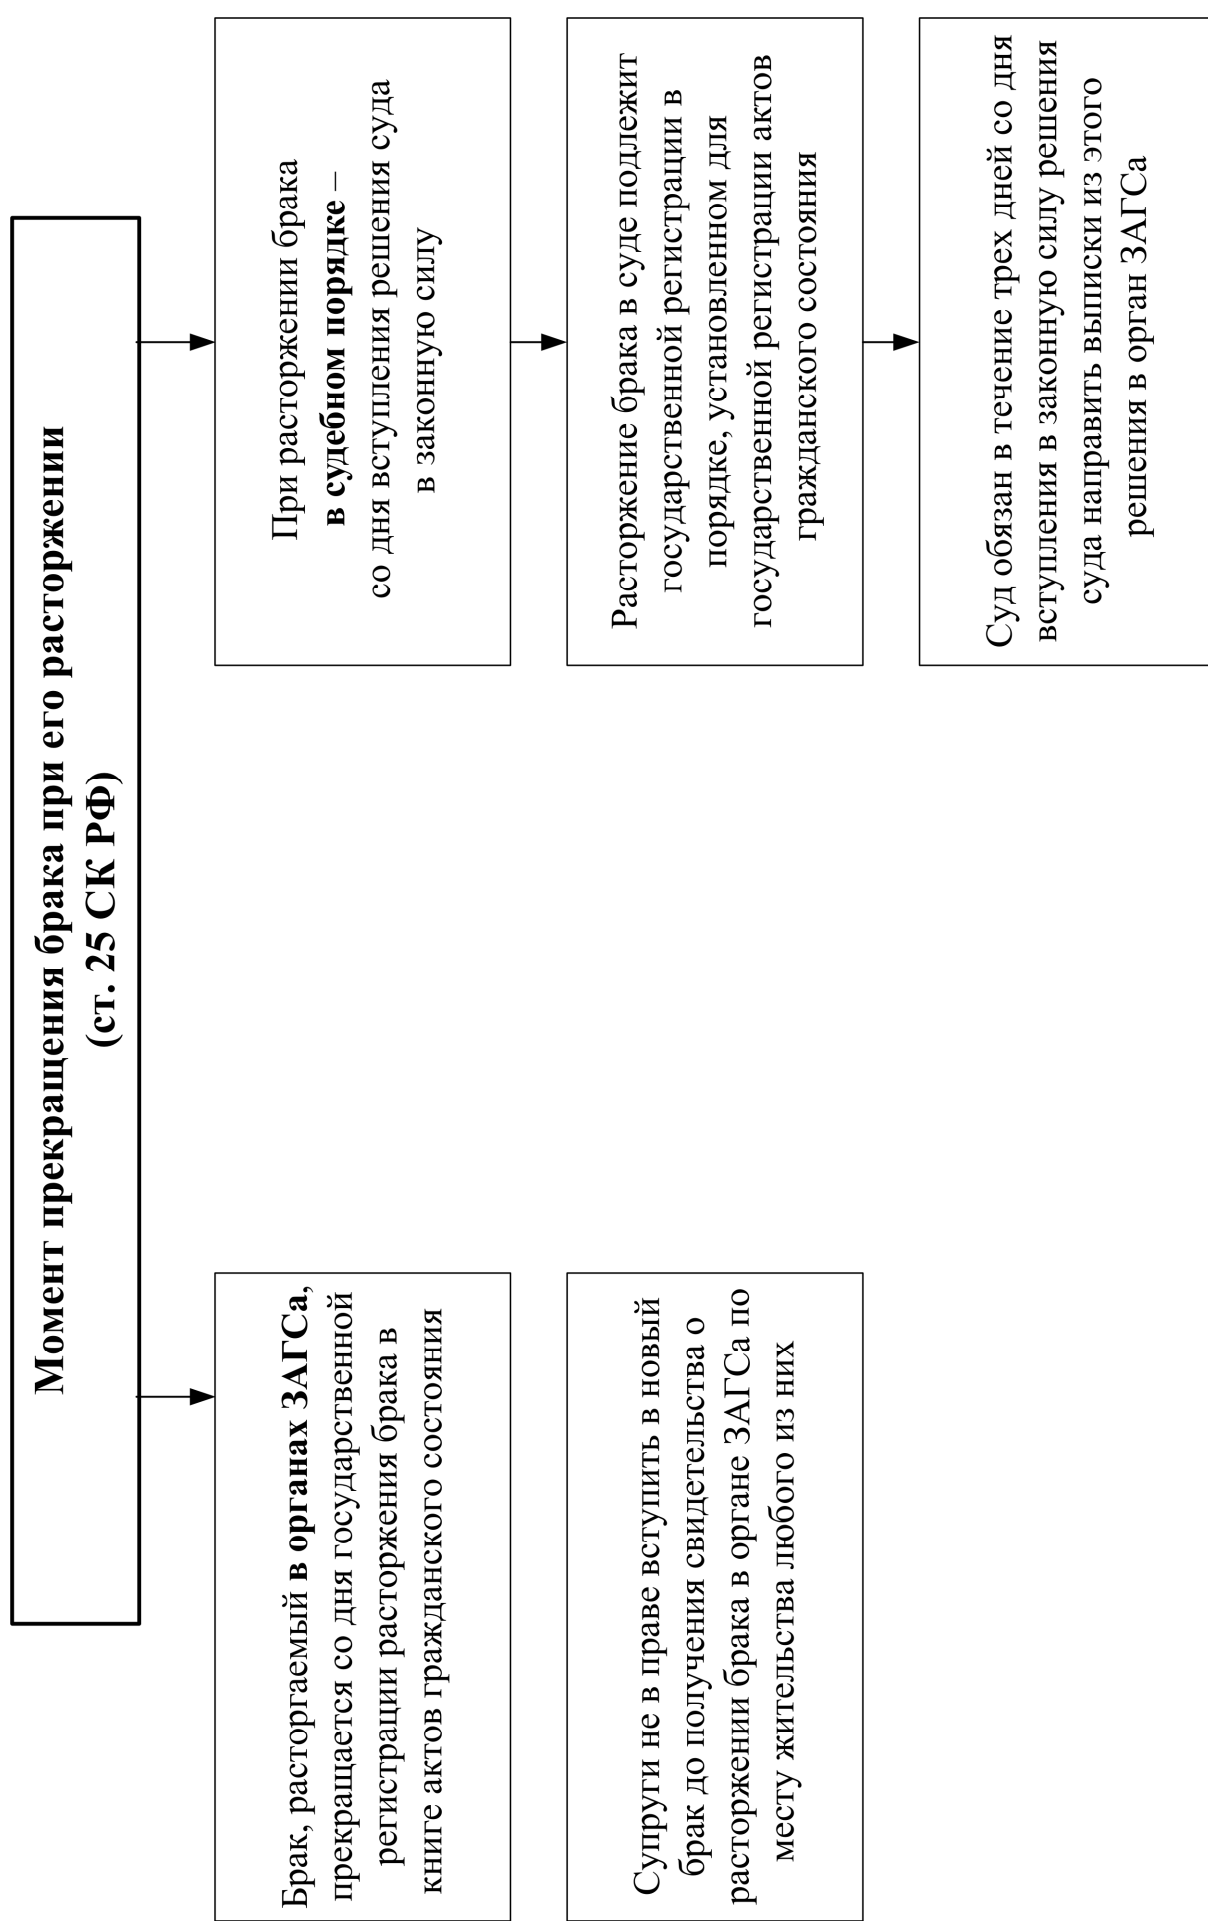 Момент прекращения брака при его расторжении
(ст. 25 СК РФ)
Брак, расторгаемый в органах ЗАГСа,
прекращается со дня государственной
регистрации расторжения брака в
книге актов гражданского состояния
Супруги не в праве вступить в новый
брак до получения свидетельства о
расторжении брака в органе ЗАГСа по
месту жительства любого из них
При расторжении брака
в судебном порядке –
со дня вступления решения суда
в законную силу
Расторжение брака в суде подлежит
государственной регистрации в
порядке, установленном для
государственной регистрации актов
гражданского состояния
Суд обязан в течение трех дней со дня
вступления в законную силу решения
суда направить выписки из этого
решения в орган ЗАГСа